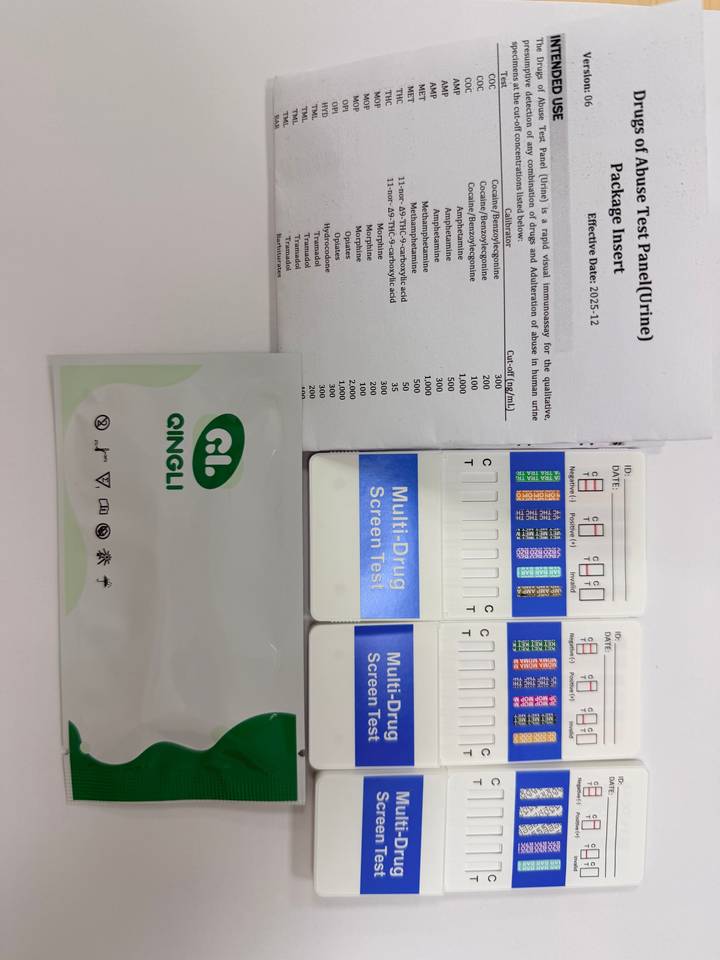 Drugs of Abuse Test Panel(Urine)
Package Insert
Version: 06
Effective Date: 2025-12
INTENDED USE
The Drugs of Abuse Test Panel (Urine) is a rapid visual immunoassay for the qualitative,
presumptive detection of any combination of drugs and Adulteration of abuse in human urine
specimens at the cut-off concentrations listed below:
Test Calibrator Cut-off (ng/mL)
COC Cocaine/Benzoylecgonine 300
COC Cocaine/Benzoylecgonine 200
COC Cocaine/Benzoylecgonine 100
AMP Amphetamine 1,000
AMP Amphetamine 500
AMP Amphetamine 300
MET Methamphetamine 1,000
MET Methamphetamine 500
THC 11-nor- Δ9-THC-9-carboxylic acid 50
THC 11-nor- Δ9-THC-9-carboxylic acid 35
MOP Morphine 300
MOP Morphine 200
MOP Morphine 100
OPI Opiates 2,000
OPI Opiates 1,000
HYD Hydrocodone 300
TML Tramadol 300
TML Tramadol 200
TML Tramadol 100
TML Tramadol
BAR Barbiturates
GL
QINGLI
ID:
DATE:
C T
C T
C T
Negative (-) Positive (+) Invalid
C C
T T
Multi-Drug
Screen Test
ID:
DATE:
C T
C T
C T
Negative (-) Positive (+) Invalid
KET MDMA MOP
C C
T T
Multi-Drug
Screen Test
ID:
DATE:
C T
C T
C T
Negative (-) Positive (+) Invalid
BAR
C C
T T
Multi-Drug
Screen Test